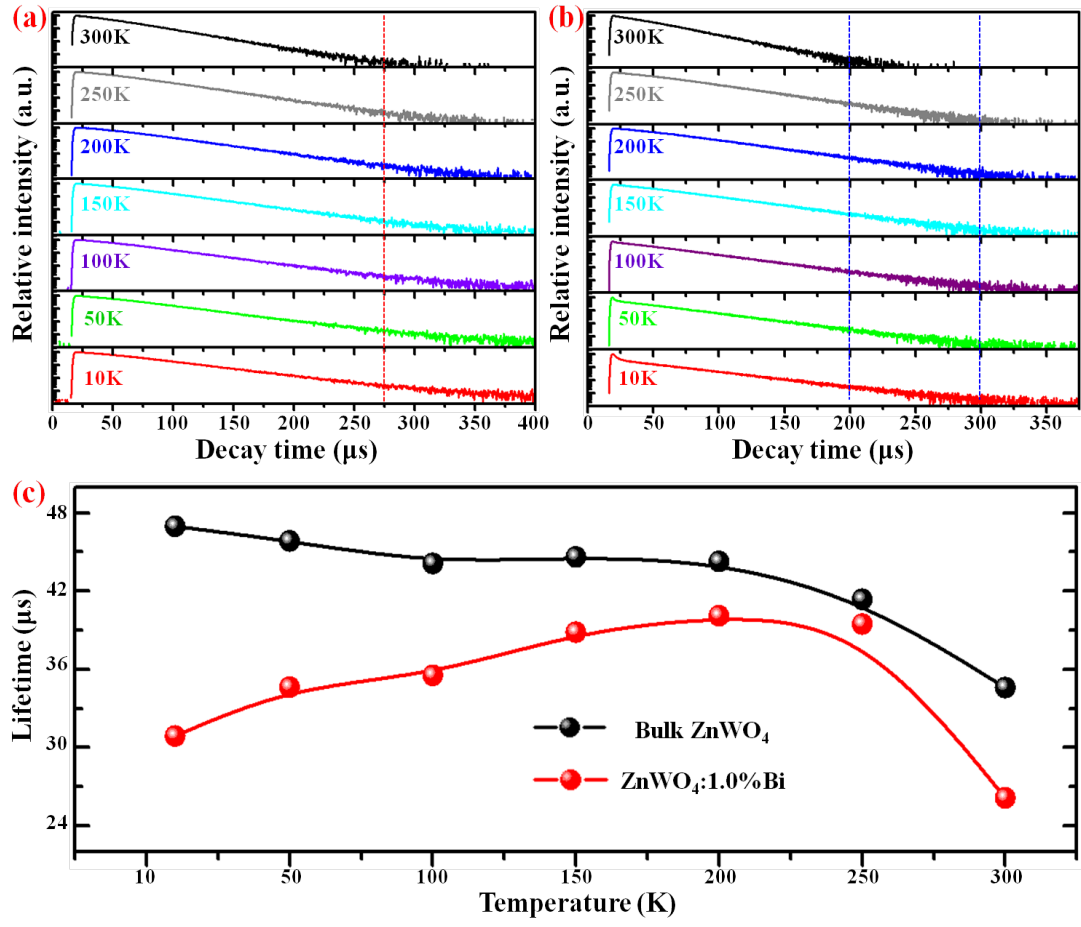 (a)
Relative intensity (a.u.)
300K
250K
200K
150K
100K
50K
10K
0 50 100 150 200 250 300 350 400
Decay time (μs)
(b)
Relative intensity (a.u.)
300K
250K
200K
150K
100K
50K
10K
0 50 100 150 200 250 300 350
Decay time (μs)
(c)
Lifetime (μs)
48
42
36
30
24
Bulk ZnWO₄
ZnWO₄:1.0%Bi
10 50 100 150 200 250 300
Temperature (K)